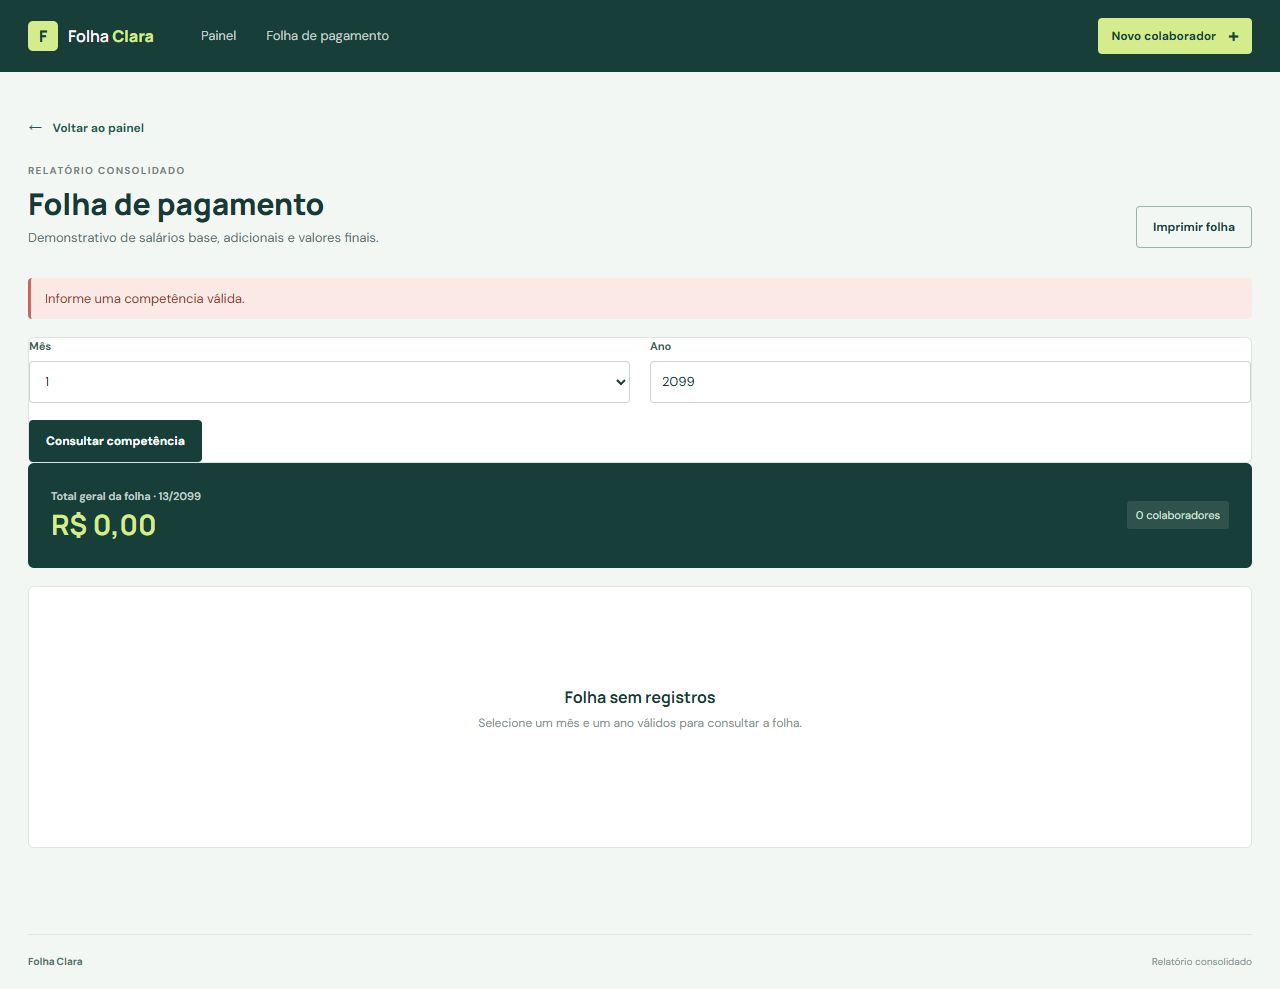 F Folha Clara Painel Folha de pagamento Novo colaborador +
← Voltar ao painel
RELATÓRIO CONSOLIDADO
Folha de pagamento
Demonstrativo de salários base, adicionais e valores finais.
Imprimir folha
Informe uma competência válida.
Mês Ano
1 2099
Consultar competência
Total geral da folha · 13/2099
R$ 0,00
0 colaboradores
Folha sem registros
Selecione um mês e um ano válidos para consultar a folha.
Folha Clara Relatório consolidado